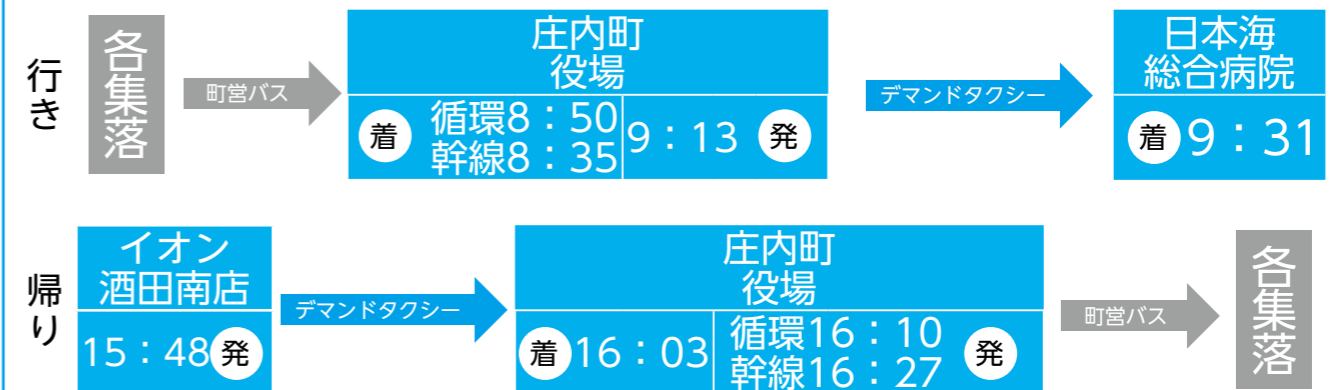 行き
各集落
町営バス
庄内町
役場
着
循環8：50
幹線8：35
9：13
発
デマンドタクシー
日本海
総合病院
着
9：31
帰り
イオン
酒田南店
15：48
発
デマンドタクシー
庄内町
役場
着
16：03
循環16：10
幹線16：27
発
町営バス
各集落